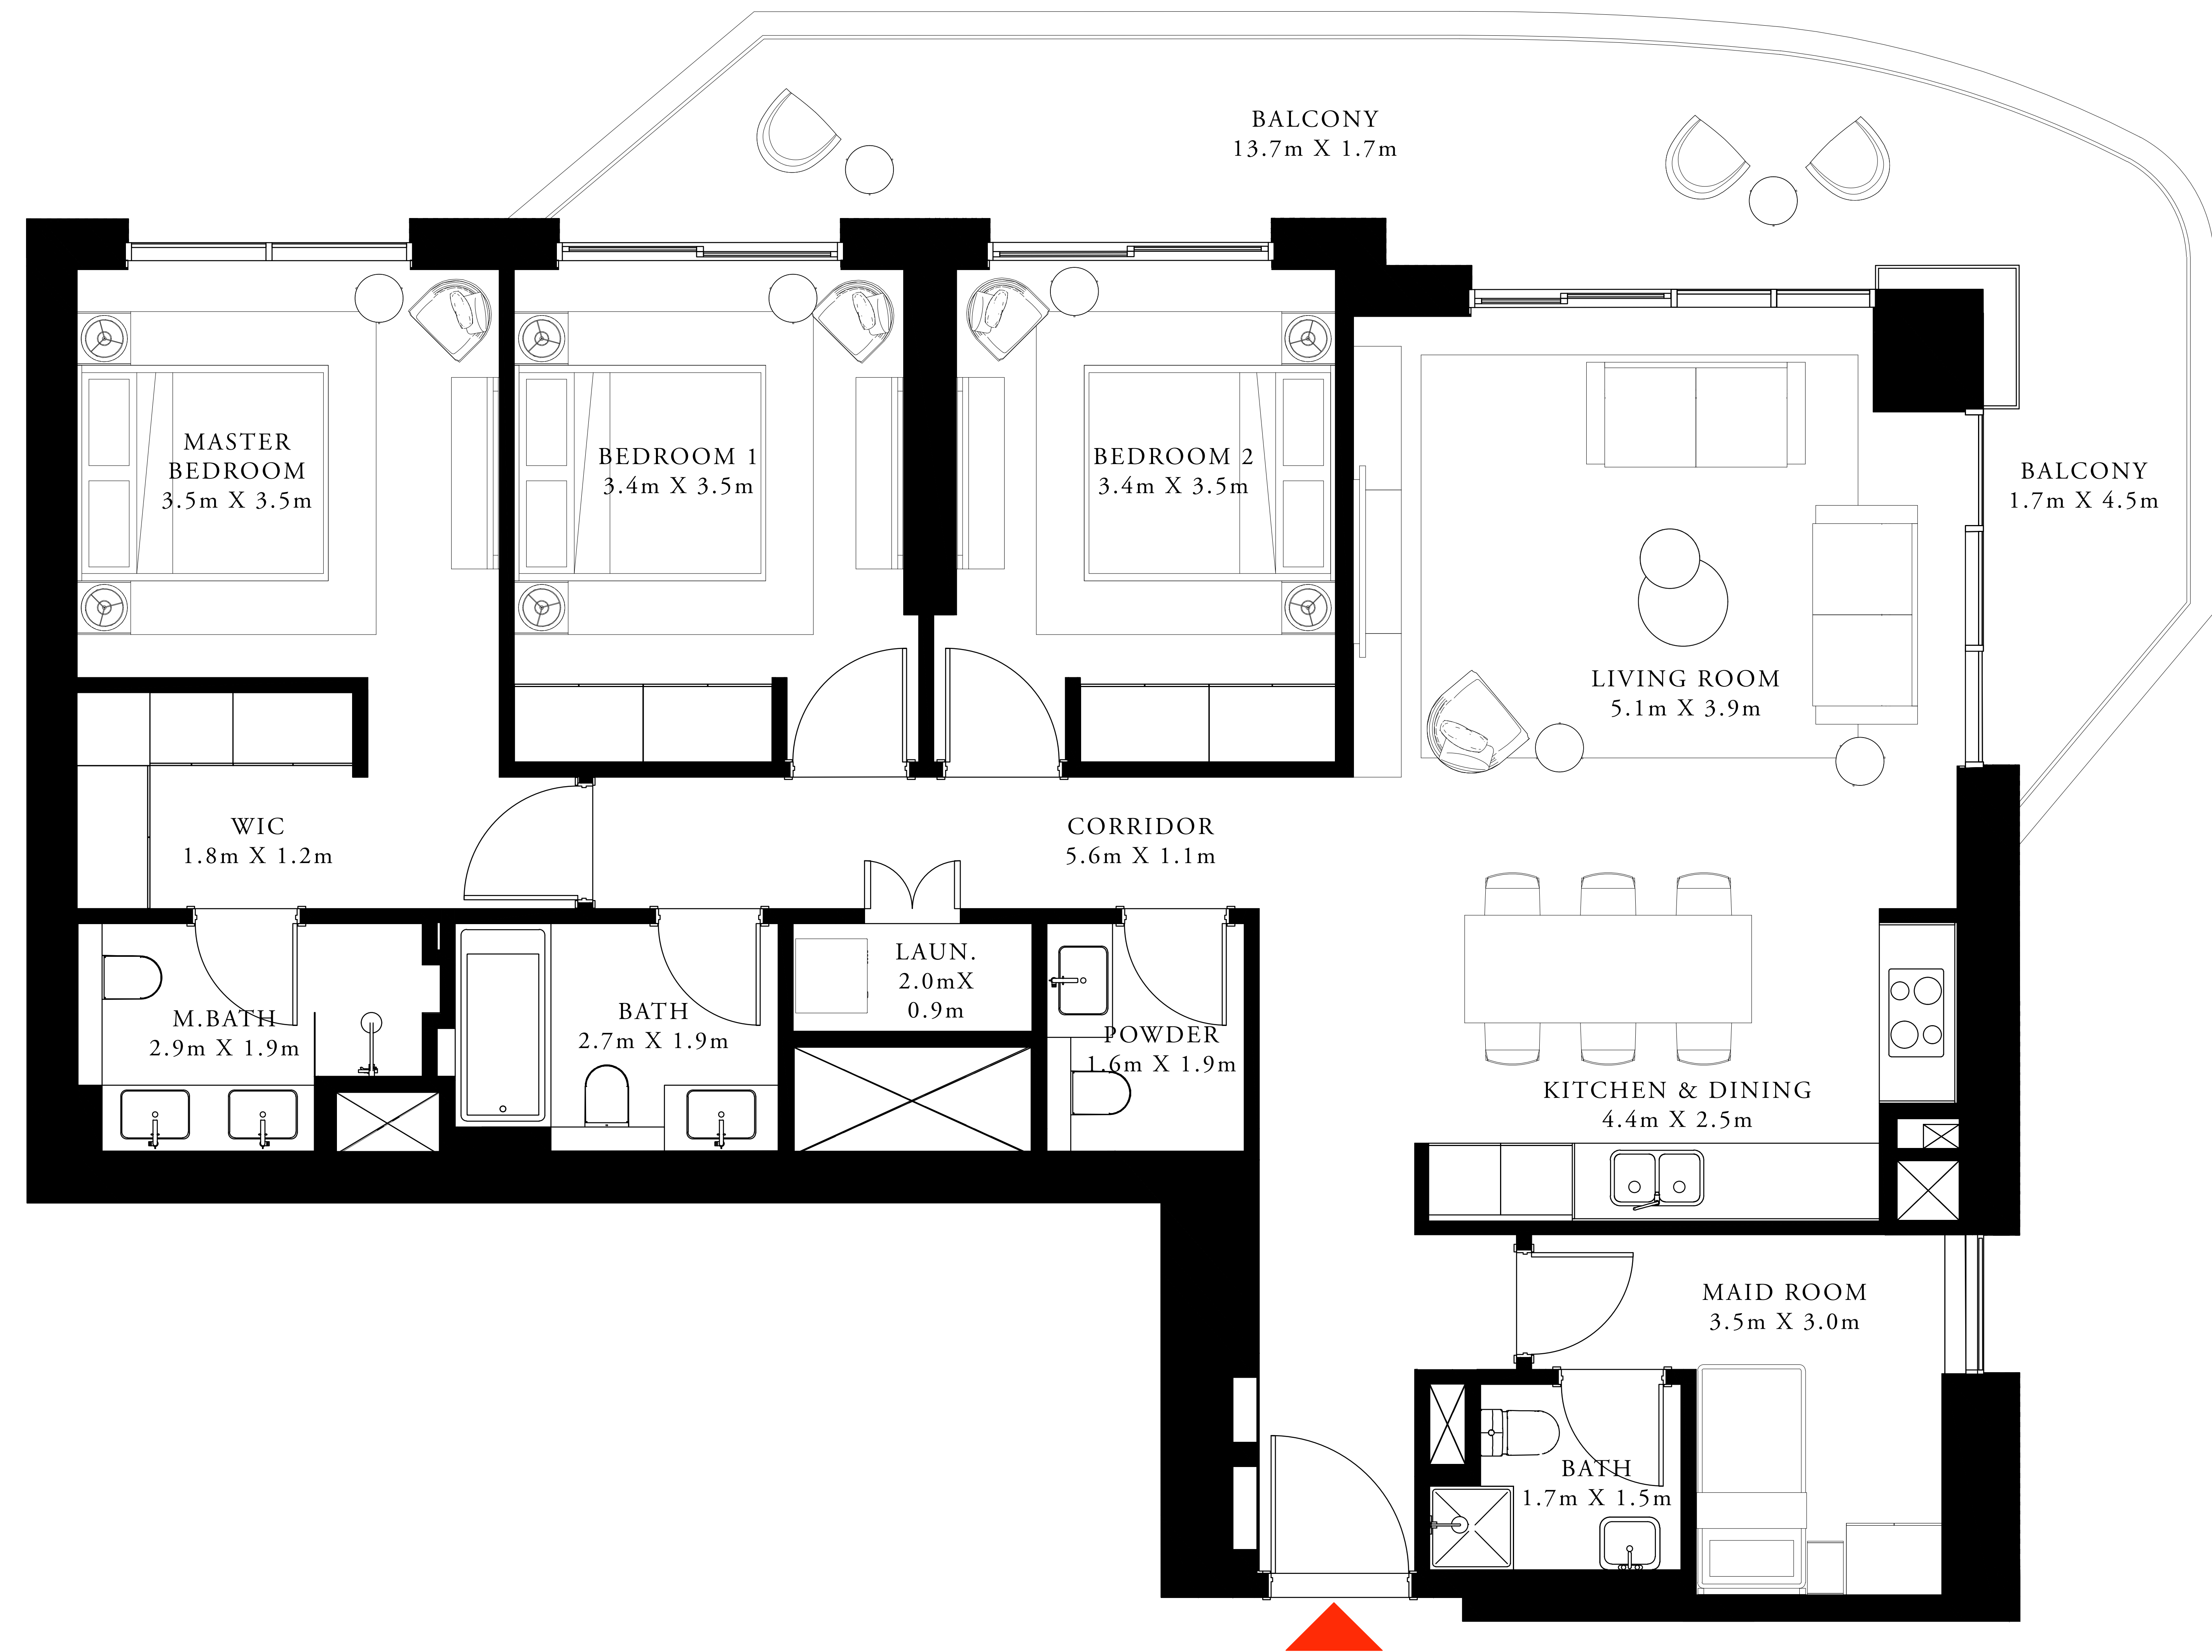 BALCONY
13.7m X 1.7m
MASTER
BEDROOM
3.5m X 3.5m
BEDROOM 1
3.4m X 3.5m
BEDROOM 2
3.4m X 3.5m
BALCONY
1.7m X 4.5m
LIVING ROOM
5.1m X 3.9m
WIC
1.8m X 1.2m
CORRIDOR
5.6m X 1.1m
M.BATH
2.9m X 1.9m
BATH
2.7m X 1.9m
LAUN.
2.0mX
0.9m
POWDER
1.6m X 1.9m
KITCHEN & DINING
4.4m X 2.5m
MAID ROOM
3.5m X 3.0m
BATH
1.7m X 1.5m